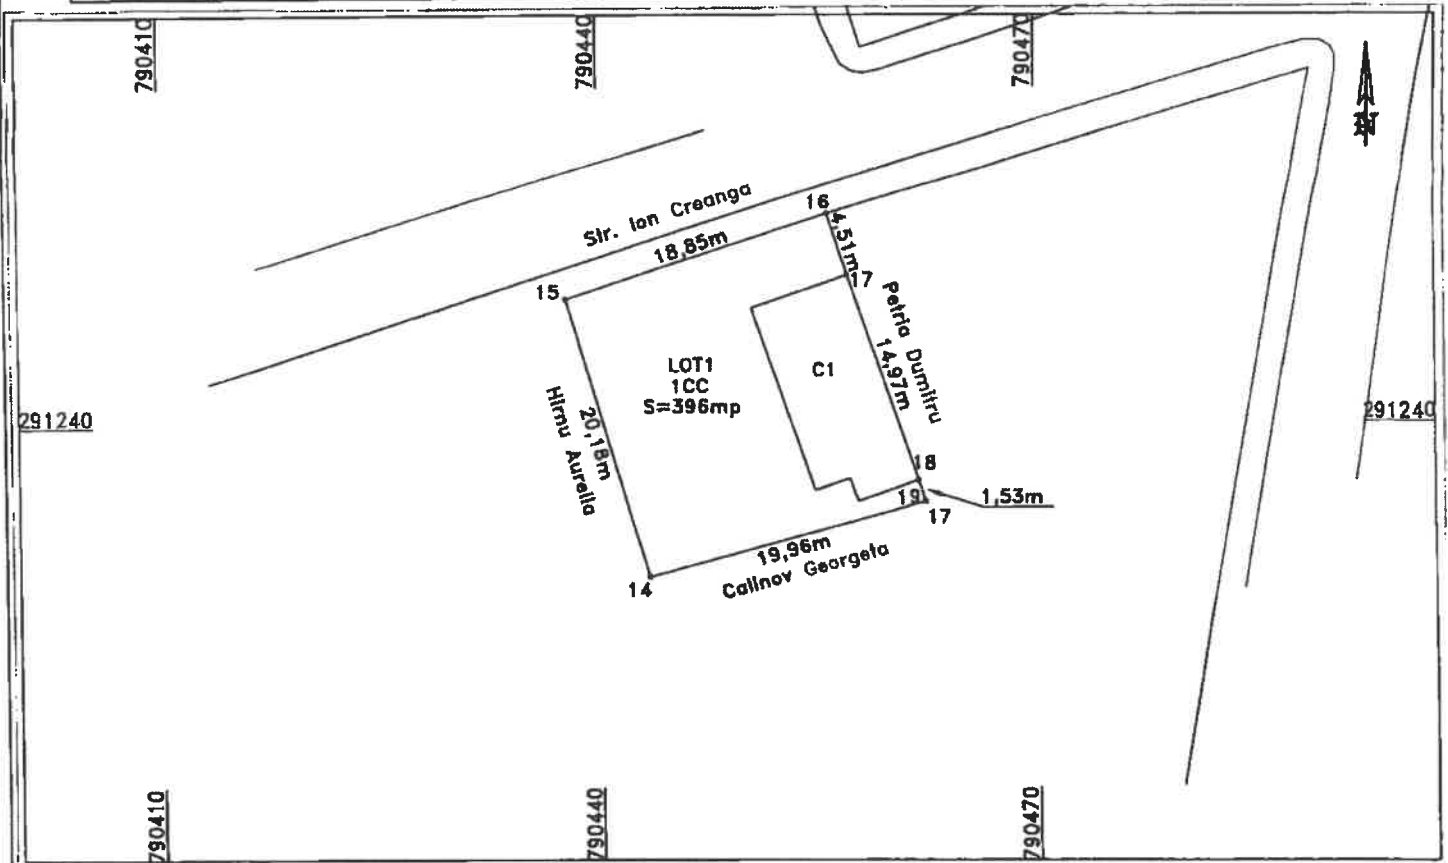 790410
790440
790470
N
Str. Ion Creanga
16
18,85m
4,51m
15
17
Petria Dumitru
14,97m
LOT1
1CC
S=396mp
C1
Hirnu Aurelia
20,18m
291240
291240
18
19
1,53m
17
19,96m
Calinov Georgeta
14
790410
790440
790470